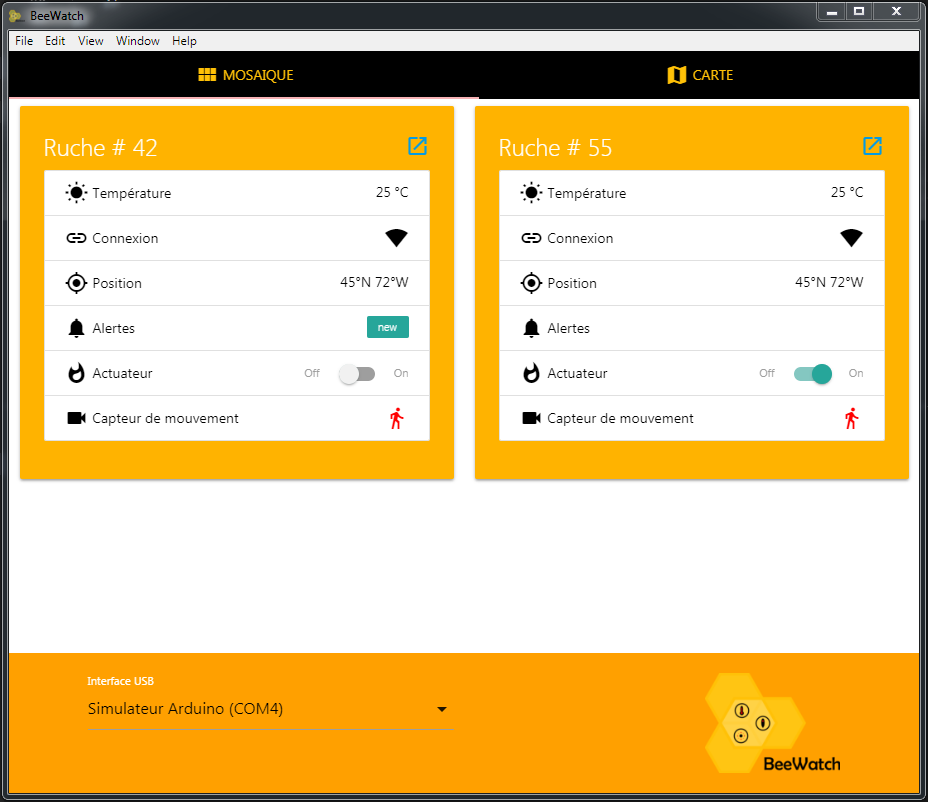 BeeWatch
File Edit View Window Help
MOSAIQUE CARTE
Ruche # 42
Température 25 °C
Connexion
Position 45°N 72°W
Alertes new
Actuateur Off On
Capteur de mouvement
Ruche # 55
Température 25 °C
Connexion
Position 45°N 72°W
Alertes
Actuateur Off On
Capteur de mouvement
Interface USB
Simulateur Arduino (COM4)
BeeWatch